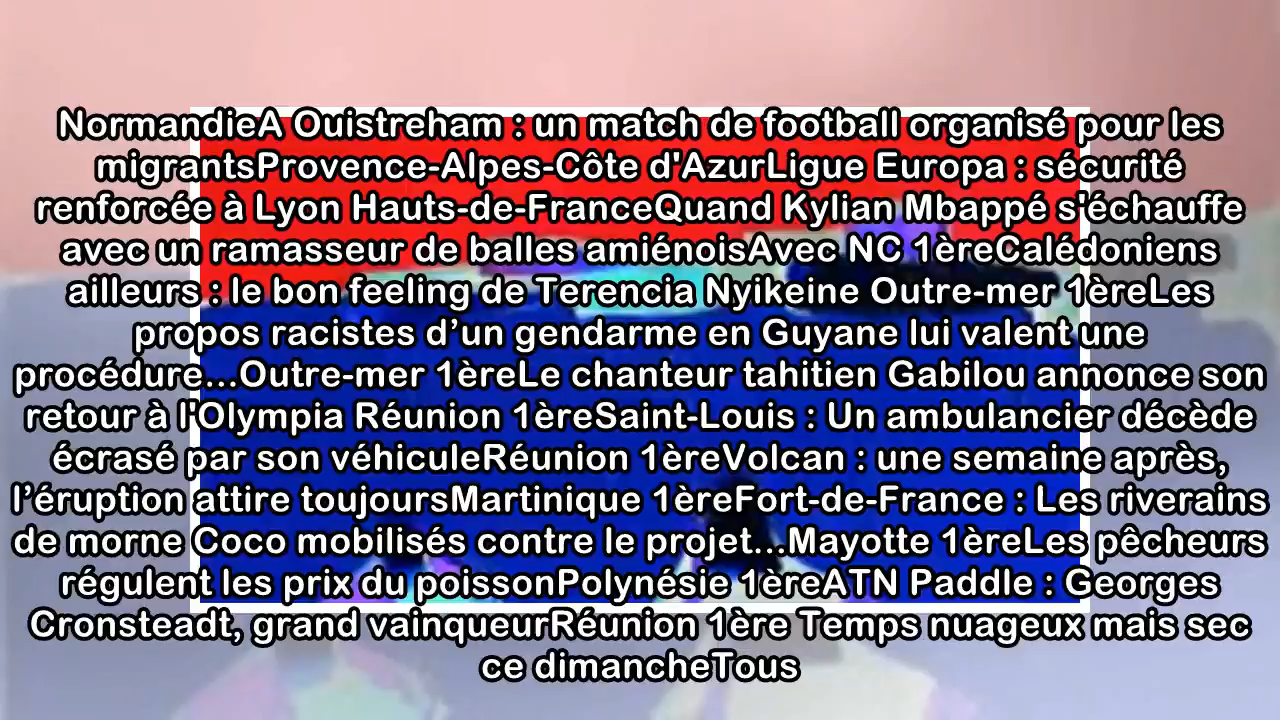 NormandieA Ouistreham : un match de football organisé pour les
migrantsProvence-Alpes-Côte d'AzurLigue Europa : sécurité
renforcée à Lyon Hauts-de-FranceQuand Kylian Mbappé s'échauffe
avec un ramasseur de balles amiénoisAvec NC 1èreCalédoniens
ailleurs : le bon feeling de Terencia Nyikeine Outre-mer 1èreLes
propos racistes d’un gendarme en Guyane lui valent une
procédure...Outre-mer 1èreLe chanteur tahitien Gabilou annonce son
retour à l'Olympia Réunion 1èreSaint-Louis : Un ambulancier décède
écrasé par son véhiculeRéunion 1èreVolcan : une semaine après,
l’éruption attire toujoursMartinique 1èreFort-de-France : Les riverains
de morne Coco mobilisés contre le projet...Mayotte 1èreLes pêcheurs
régulent les prix du poissonPolynésie 1èreATN Paddle : Georges
Cronsteadt, grand vainqueurRéunion 1ère Temps nuageux mais sec
ce dimancheTous